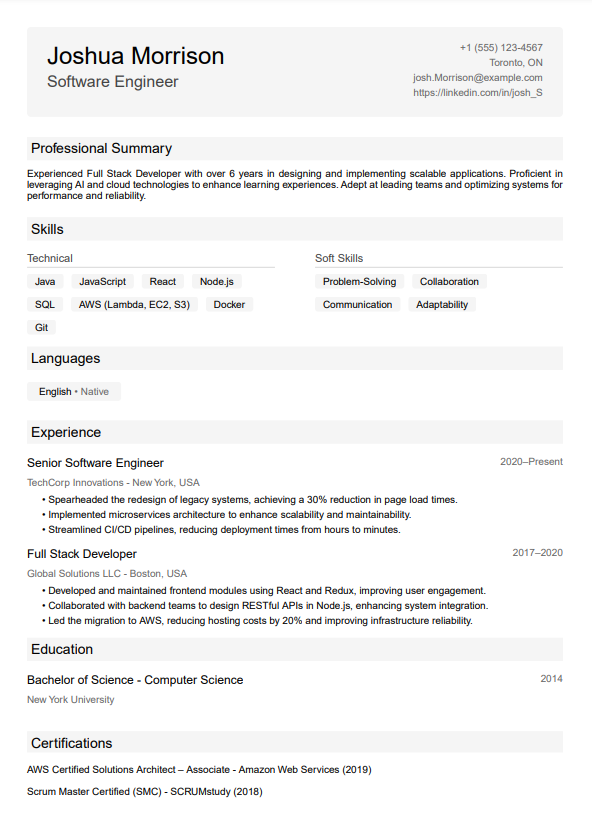 Joshua Morrison
Software Engineer
+1 (555) 123-4567
Toronto, ON
josh.Morrison@example.com
https://linkedin.com/in/josh_S
Professional Summary
Experienced Full Stack Developer with over 6 years in designing and implementing scalable applications. Proficient in
leveraging AI and cloud technologies to enhance learning experiences. Adept at leading teams and optimizing systems for
performance and reliability.
Skills
Technical
Java JavaScript React Node.js
SQL AWS (Lambda, EC2, S3) Docker
Git
Soft Skills
Problem-Solving Collaboration
Communication Adaptability
Languages
English • Native
Experience
Senior Software Engineer 2020–Present
TechCorp Innovations - New York, USA
• Spearheaded the redesign of legacy systems, achieving a 30% reduction in page load times.
• Implemented microservices architecture to enhance scalability and maintainability.
• Streamlined CI/CD pipelines, reducing deployment times from hours to minutes.
Full Stack Developer 2017–2020
Global Solutions LLC - Boston, USA
• Developed and maintained frontend modules using React and Redux, improving user engagement.
• Collaborated with backend teams to design RESTful APIs in Node.js, enhancing system integration.
• Led the migration to AWS, reducing hosting costs by 20% and improving infrastructure reliability.
Education
Bachelor of Science - Computer Science 2014
New York University
Certifications
AWS Certified Solutions Architect – Associate - Amazon Web Services (2019)
Scrum Master Certified (SMC) - SCRUMstudy (2018)